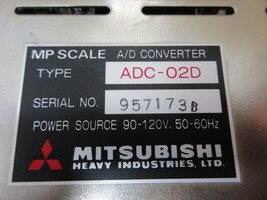 MP SCALE A/D CONVERTER
TYPE ADC-02D
SERIAL NO. 957173B
POWER SOURCE 90-120V. 50-60Hz
MITSUBISHI
HEAVY INDUSTRIES, LTD.